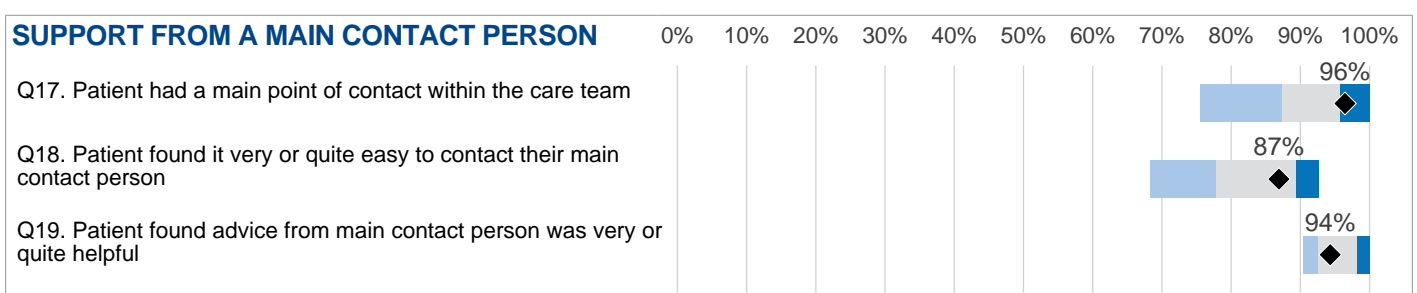 SUPPORT FROM A MAIN CONTACT PERSON 0% 10% 20% 30% 40% 50% 60% 70% 80% 90% 100%
96%
Q17. Patient had a main point of contact within the care team
87%
Q18. Patient found it very or quite easy to contact their main
contact person
94%
Q19. Patient found advice from main contact person was very or
quite helpful